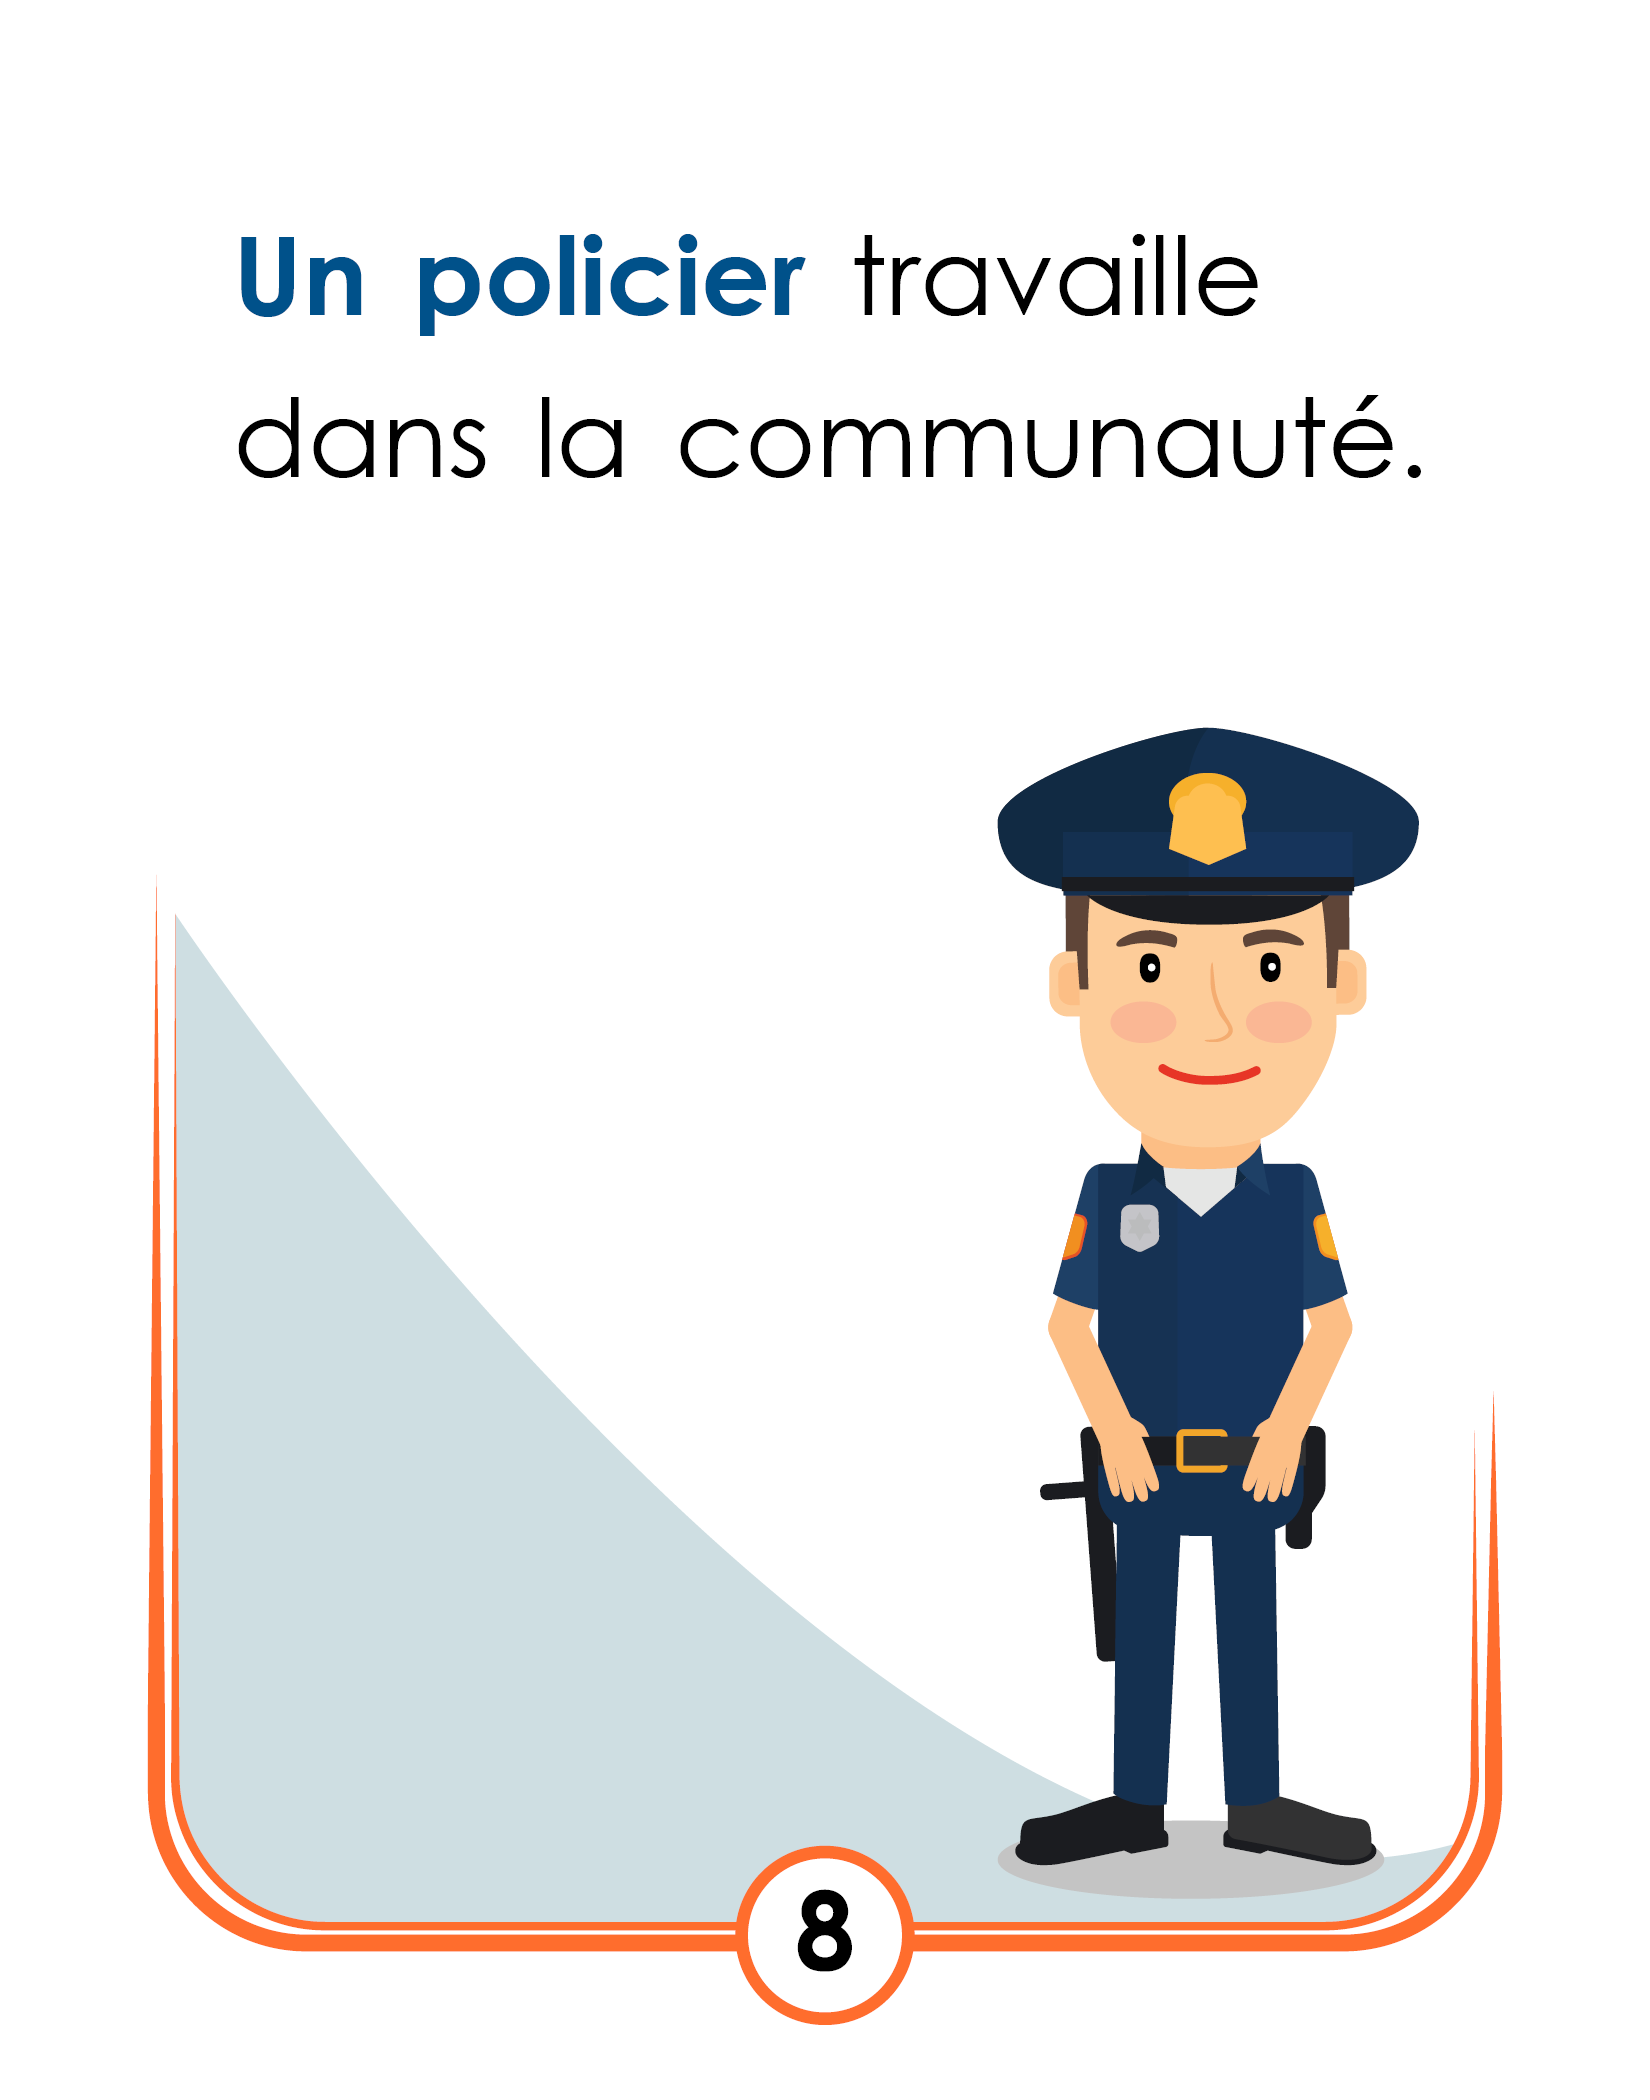 Un policier travaille
dans la communauté.
8